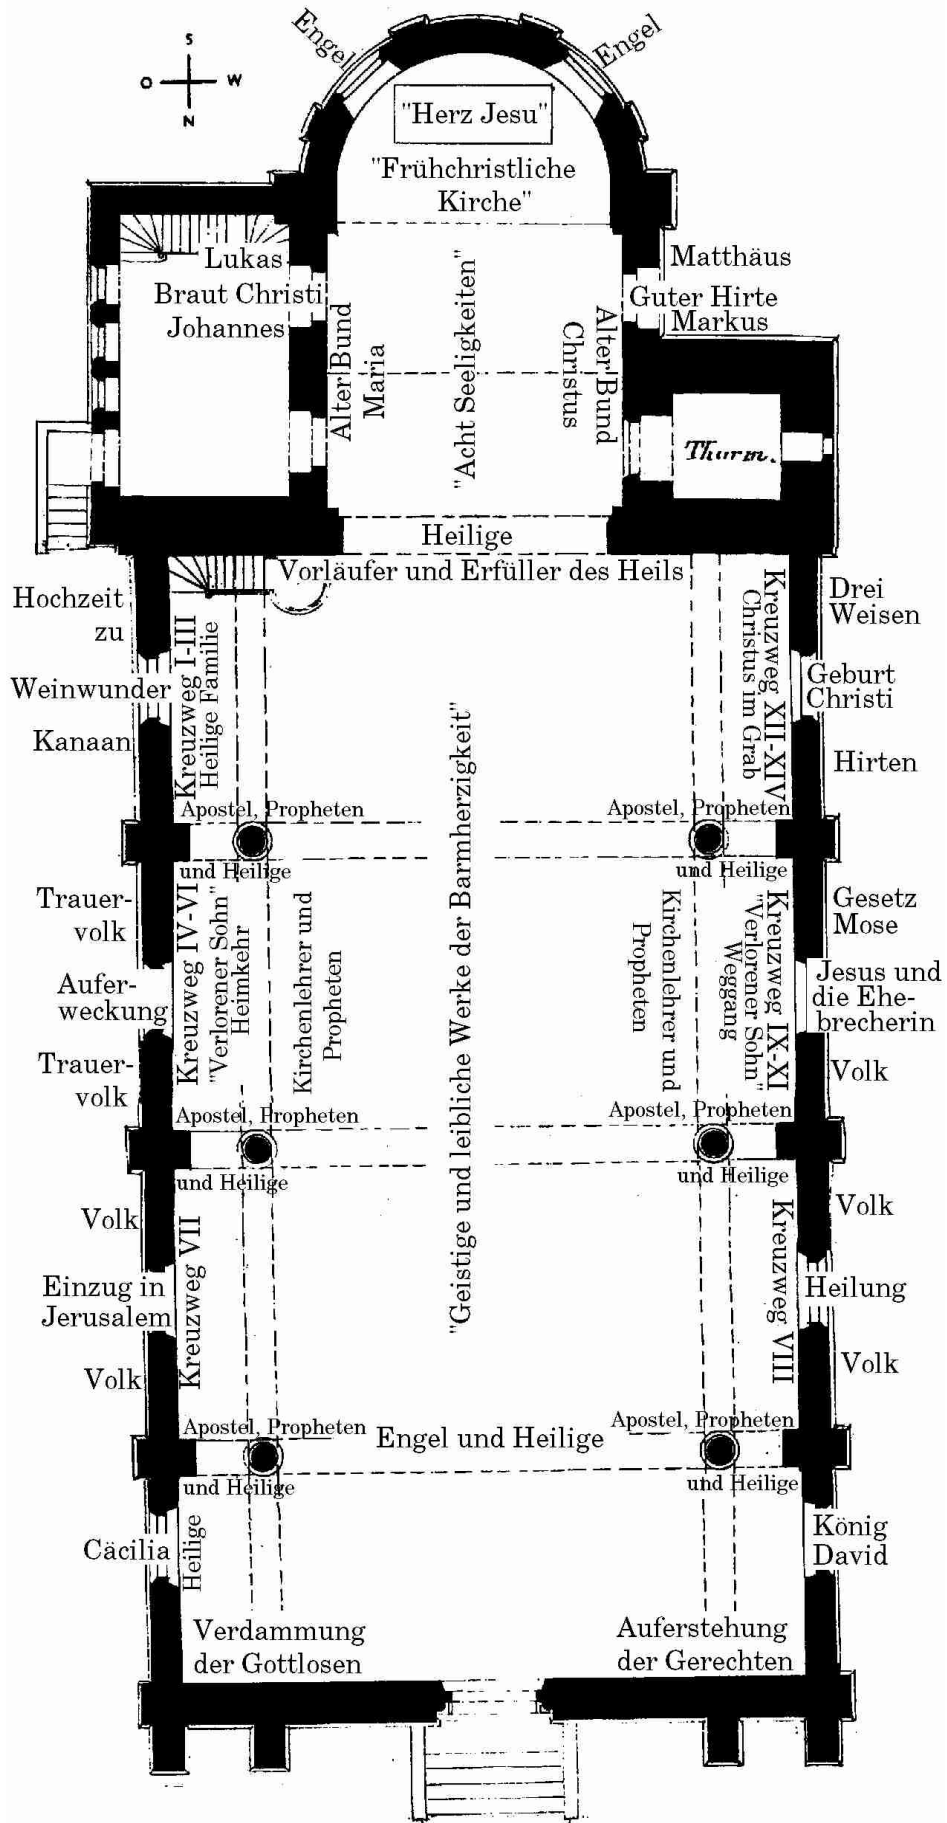 S
O W
N
Engel
Engel
"Herz Jesu"
"Frühchristliche
Kirche"
Lukas
Braut Christi
Johannes
Matthäus
Guter Hirte
Markus
Alter Bund
Maria
"Acht Seeligkeiten"
Alter Bund
Christus
Thurm.
Heilige
Vorläufer und Erfüller des Heils
Hochzeit
zu
Weinwunder
Kanaan
Kreuzweg I-III
Heilige Familie
Kreuzweg XII-XIV
Christus im Grab
Drei
Weisen
Geburt
Christi
Hirten
Apostel, Propheten
und Heilige
Apostel, Propheten
und Heilige
"Geistige und leibliche Werke der Barmherzigkeit"
Trauer-
volk
Aufer-
weckung
Trauer-
volk
Kreuzweg IV-VI
"Verlorener Sohn"
Heimkehr
Kirchenlehrer und
Propheten
Kirchenlehrer und
Propheten
Kreuzweg IX-XI
"Verlorener Sohn"
Weggang
Gesetz
Mose
Jesus und
die Ehe-
brecherin
Volk
Apostel, Propheten
und Heilige
Apostel, Propheten
und Heilige
Volk
Einzug in
Jerusalem
Volk
Kreuzweg VII
Kreuzweg VIII
Volk
Heilung
Volk
Apostel, Propheten
und Heilige
Engel und Heilige
Apostel, Propheten
und Heilige
Cäcilia
Heilige
König
David
Verdammung
der Gottlosen
Auferstehung
der Gerechten